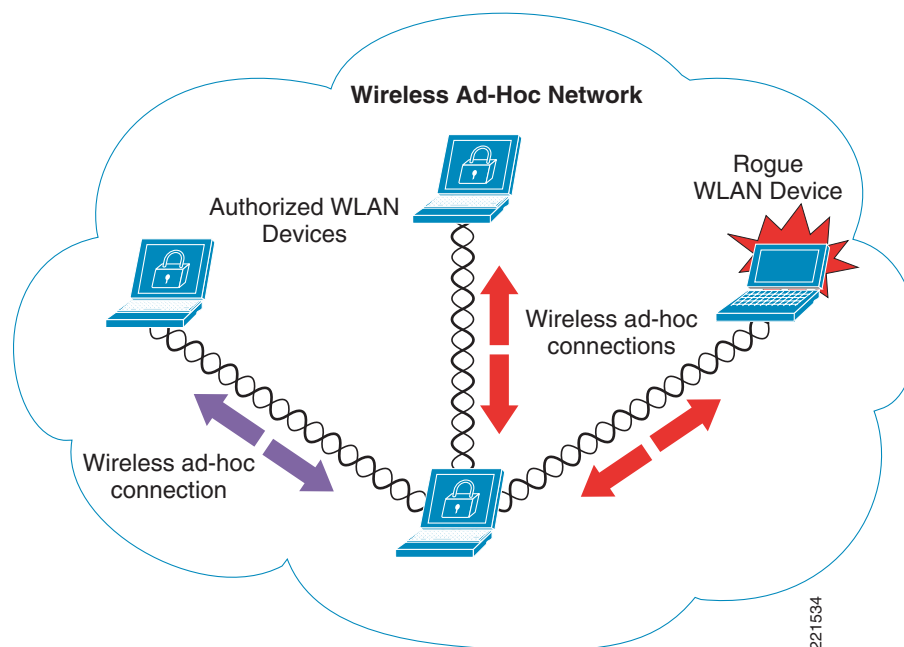 Wireless Ad-Hoc Network
Rogue
WLAN Device
Authorized WLAN
Devices
Wireless ad-hoc
connections
Wireless ad-hoc
connection
221534